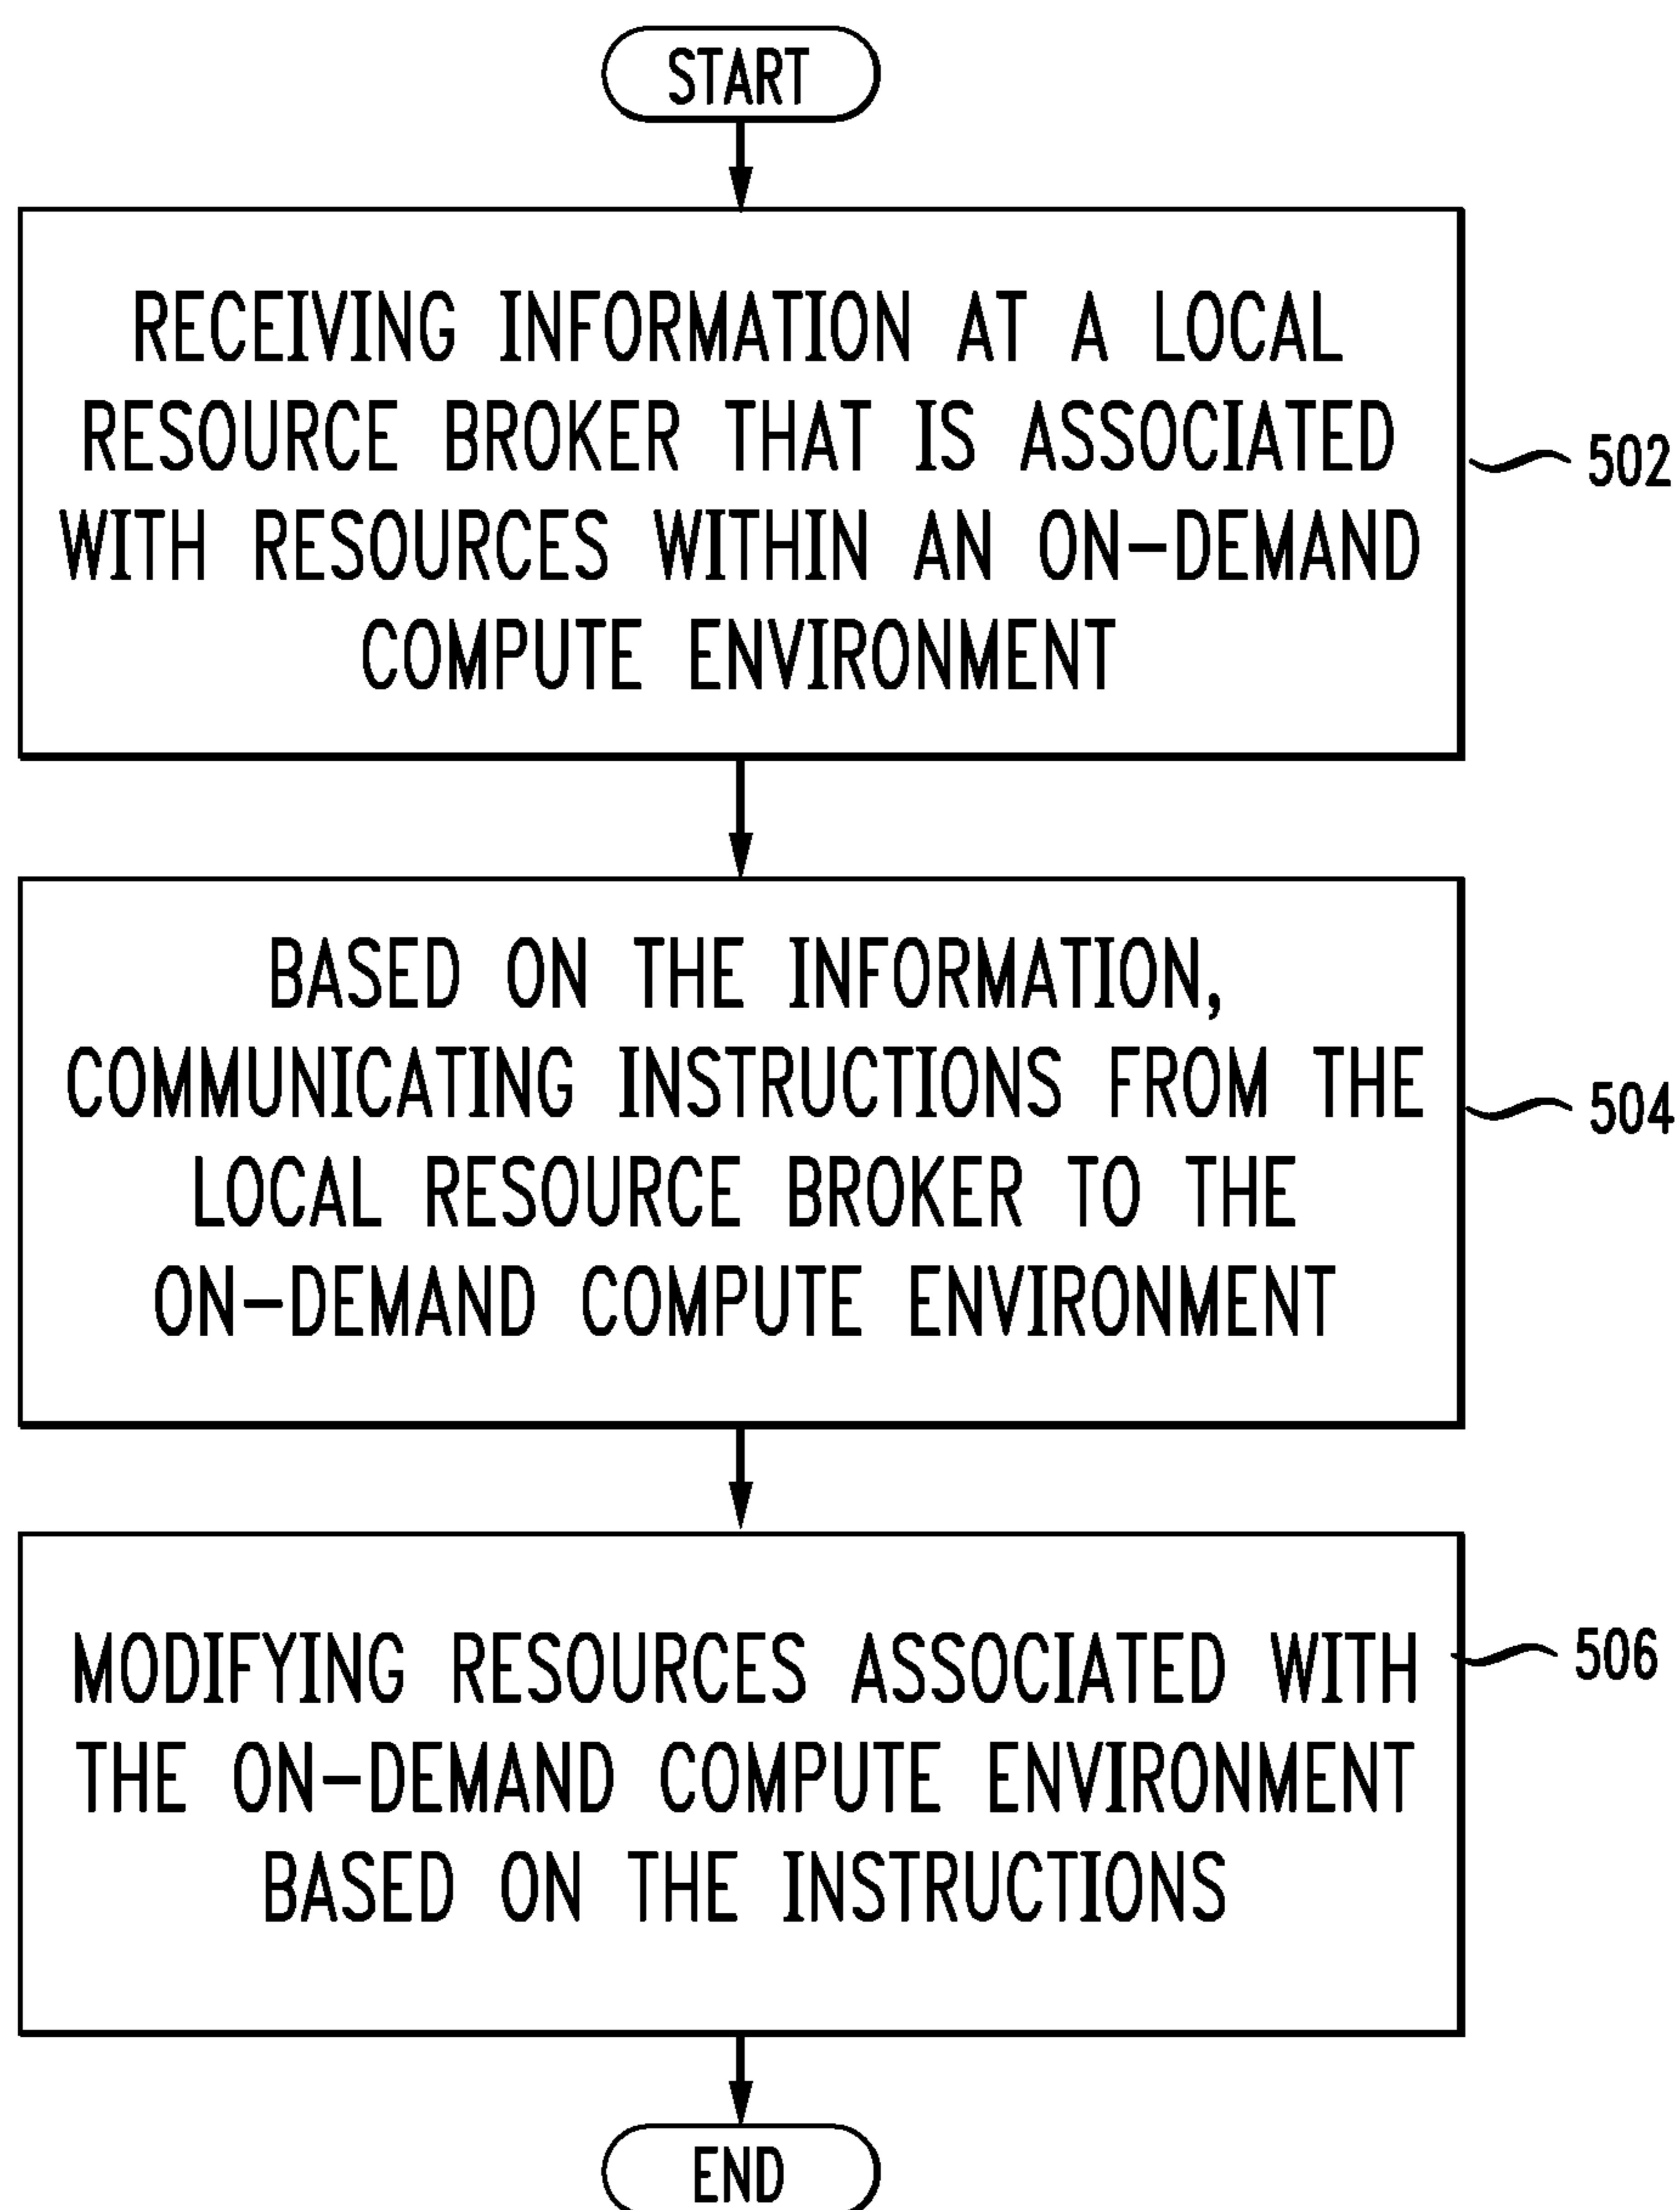 START
RECEIVING INFORMATION AT A LOCAL
RESOURCE BROKER THAT IS ASSOCIATED
WITH RESOURCES WITHIN AN ON-DEMAND
COMPUTE ENVIRONMENT
502
BASED ON THE INFORMATION,
COMMUNICATING INSTRUCTIONS FROM THE
LOCAL RESOURCE BROKER TO THE
ON-DEMAND COMPUTE ENVIRONMENT
504
MODIFYING RESOURCES ASSOCIATED WITH
THE ON-DEMAND COMPUTE ENVIRONMENT
BASED ON THE INSTRUCTIONS
506
END